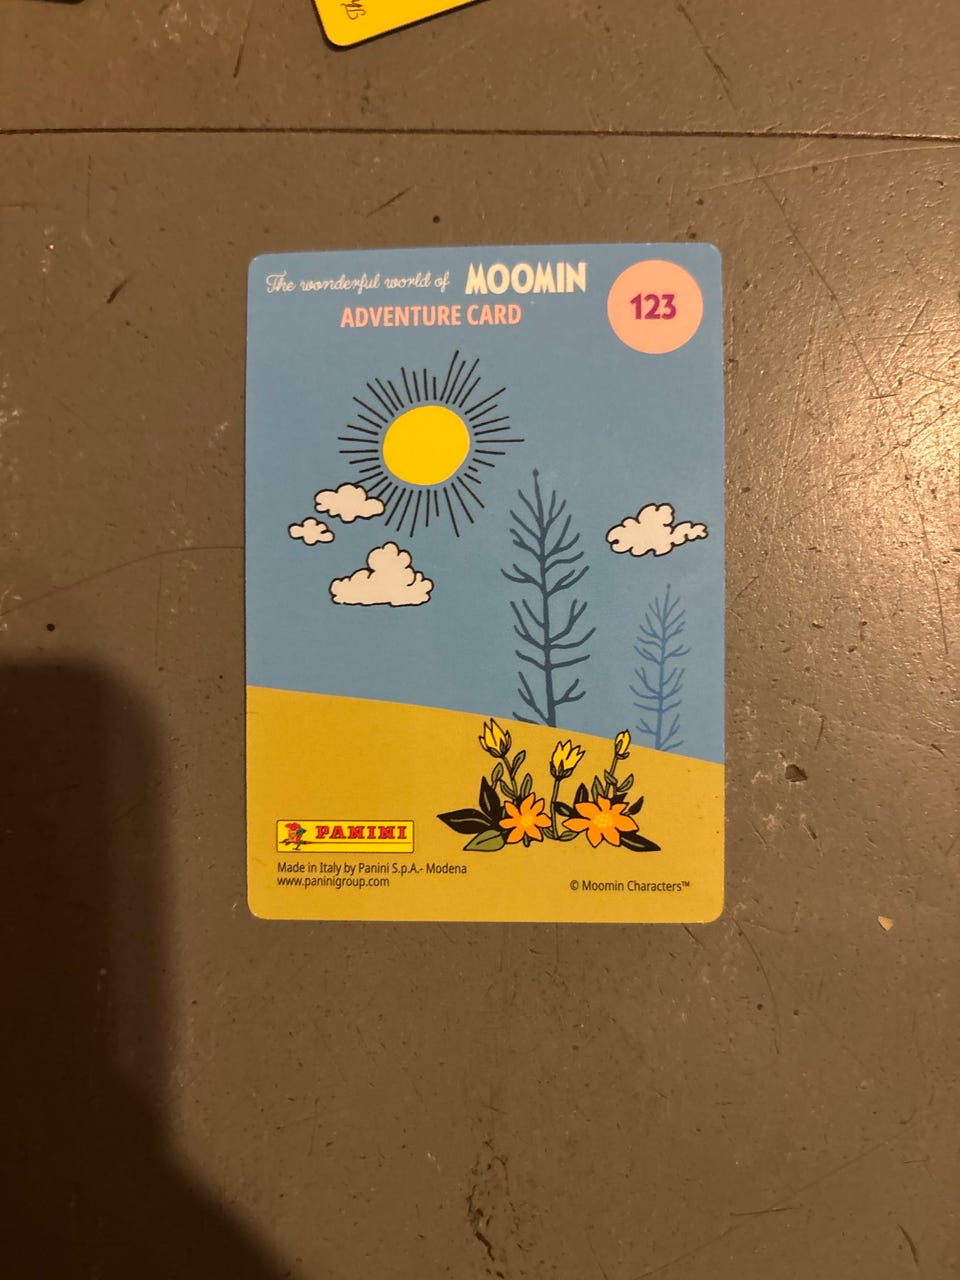 The wonderful world of MOOMIN
ADVENTURE CARD
123
PANINI
Made in Italy by Panini S.p.A.- Modena
www.paninigroup.com
© Moomin Characters™